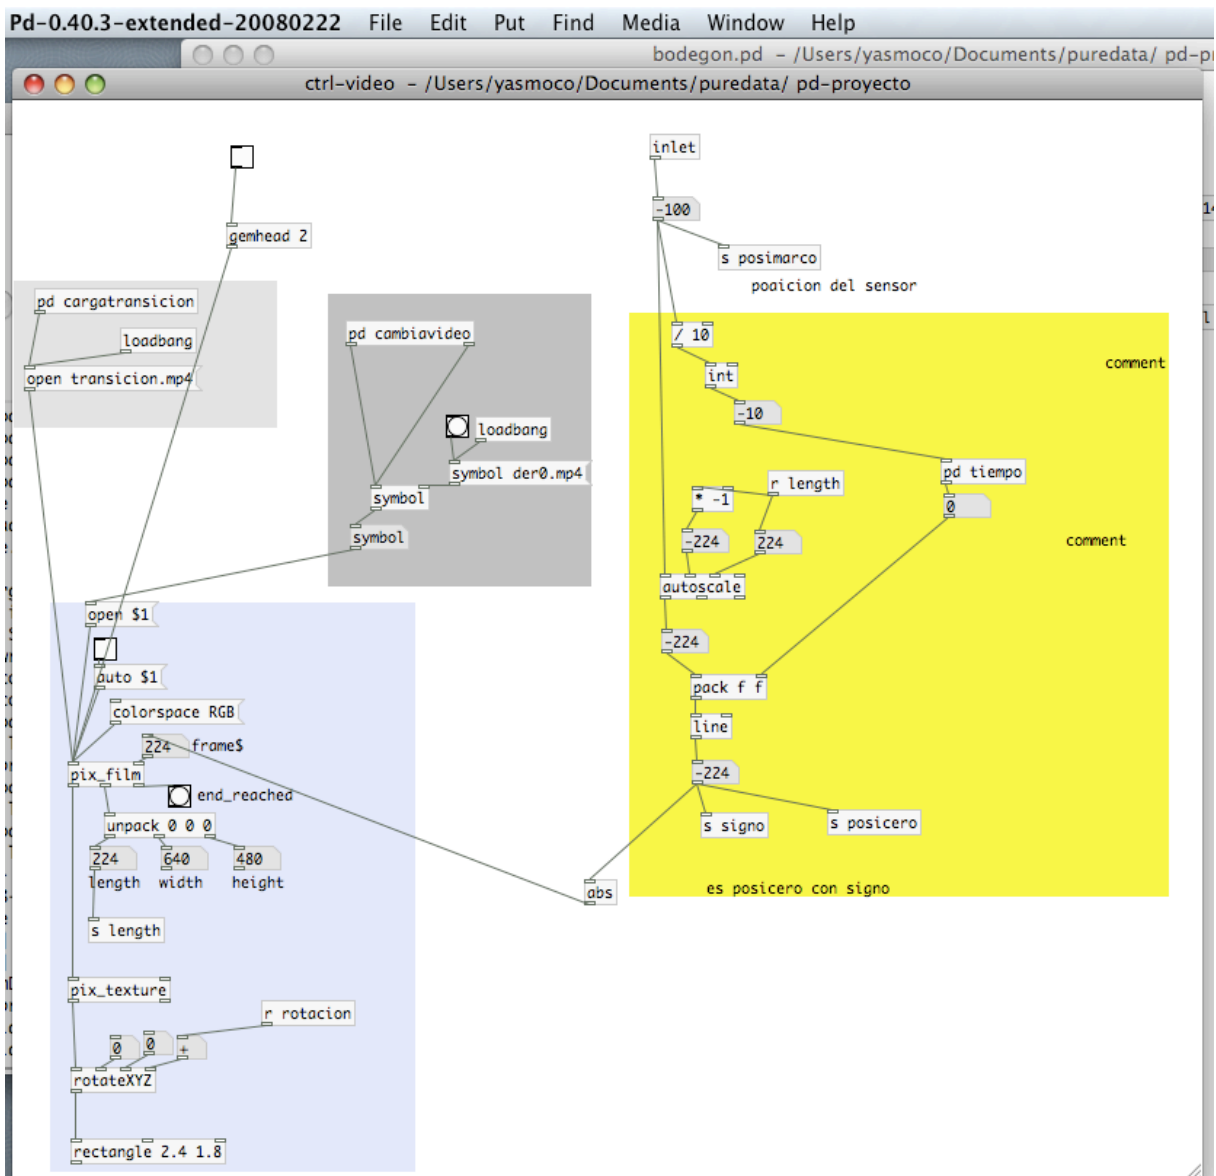 Pd-0.40.3-extended-20080222 File Edit Put Find Media Window Help
bodegon.pd - /Users/yasmoco/Documents/puredata/ pd-pr
ctrl-video - /Users/yasmoco/Documents/puredata/ pd-proyecto
inlet
-100
gemhead 2
s posimarco
poaicion del sensor
pd cargatransicion
loadbang
open transicion.mp4
pd cambiavideo
loadbang
symbol der0.mp4
symbol
symbol
/ 10
int
-10
comment
pd tiempo
0
r length
* -1
-224
224
comment
autoscale
-224
pack f f
line
-224
s signo
s posicero
es posicero con signo
abs
open $1
auto $1
colorspace RGB
224 frame$
pix_film
end_reached
unpack 0 0 0
224 640 480
length width height
s length
pix_texture
r rotacion
0 0 +
rotateXYZ
rectangle 2.4 1.8